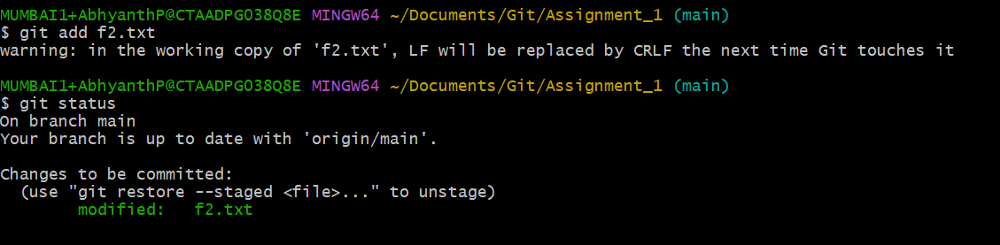 MUMBAI1+AbhyanthP@CTAADPG038Q8E MINGW64 ~/Documents/Git/Assignment_1 (main)
$ git add f2.txt
warning: in the working copy of 'f2.txt', LF will be replaced by CRLF the next time Git touches it
MUMBAI1+AbhyanthP@CTAADPG038Q8E MINGW64 ~/Documents/Git/Assignment_1 (main)
$ git status
On branch main
Your branch is up to date with 'origin/main'.
Changes to be committed:
  (use "git restore --staged <file>..." to unstage)
        modified:   f2.txt